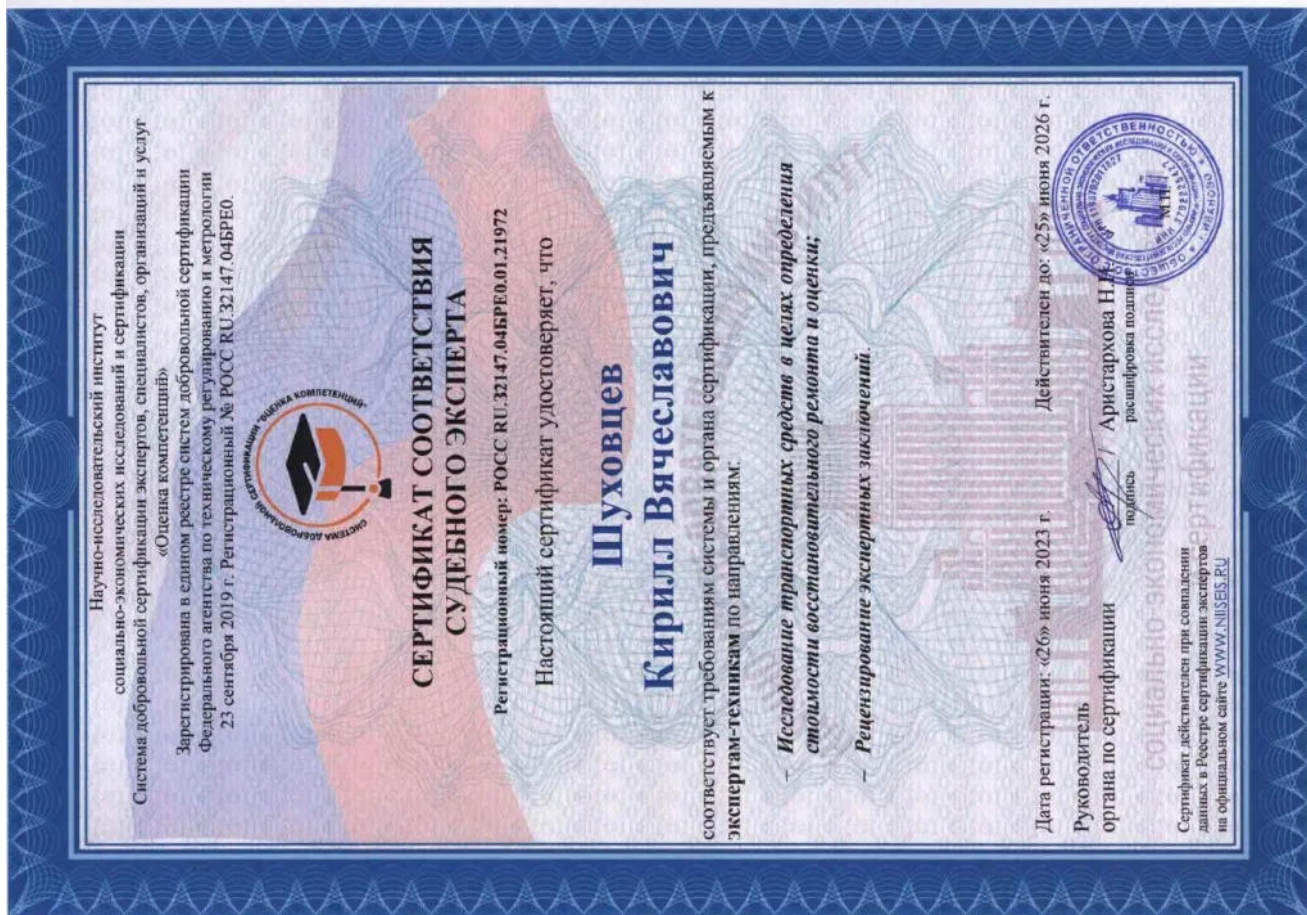 Научно-исследовательский институт
социально-экономических исследований и сертификации
Система добровольной сертификации экспертов, специалистов, организаций и услуг
«Оценка компетенций»
Зарегистрирована в едином реестре систем добровольной сертификации
Федерального агентства по техническому регулированию и метрологии
23 сентября 2019 г. Регистрационный № РОСС RU.32147.04БРЕ0.
СИСТЕМА ДОБРОВОЛЬНОЙ СЕРТИФИКАЦИИ "ОЦЕНКА КОМПЕТЕНЦИЙ"
СЕРТИФИКАТ СООТВЕТСТВИЯ
СУДЕБНОГО ЭКСПЕРТА
Регистрационный номер: РОСС RU.32147.04БРЕ0.01.21972
Настоящий сертификат удостоверяет, что
Шуховцев
Кирилл Вячеславович
соответствует требованиям системы и органа сертификации, предъявляемым к
экспертам-техникам по направлениям:
– Исследование транспортных средств в целях определения
стоимости восстановительного ремонта и оценки;
– Рецензирование экспертных заключений.
Дата регистрации: «26» июня 2023 г. Действителен до: «25» июня 2026 г.
Руководитель
органа по сертификации Аристархова Н.
подпись расшифровка подписи
М.П.
Сертификат действителен при совпадении
данных в Реестре сертификации экспертов
на официальном сайте WWW.NIISEIS.RU